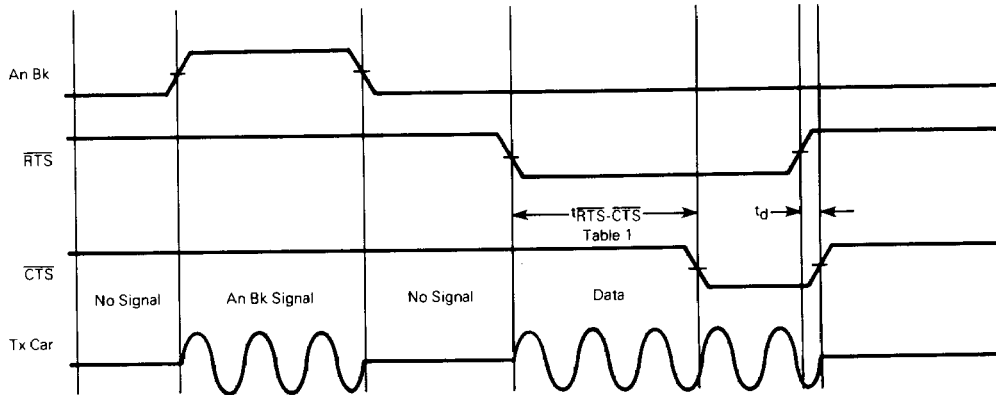 An Bk
RTS
tRTS-CTS
td
Table 1
CTS
No Signal
An Bk Signal
No Signal
Data
Tx Car